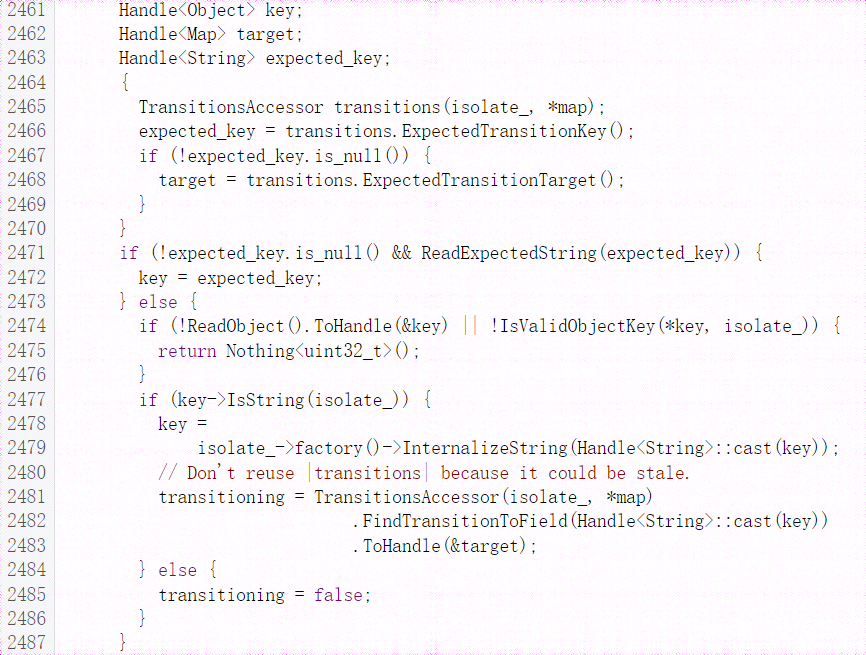 2461 Handle<Object> key;
2462 Handle<Map> target;
2463 Handle<String> expected_key;
2464 {
2465 TransitionsAccessor transitions(isolate_, *map);
2466 expected_key = transitions.ExpectedTransitionKey();
2467 if (!expected_key.is_null()) {
2468 target = transitions.ExpectedTransitionTarget();
2469 }
2470 }
2471 if (!expected_key.is_null() && ReadExpectedString(expected_key)) {
2472 key = expected_key;
2473 } else {
2474 if (!ReadObject().ToHandle(&key) || !IsValidObjectKey(*key, isolate_)) {
2475 return Nothing<uint32_t>();
2476 }
2477 if (key->IsString(isolate_)) {
2478 key =
2479 isolate_->factory()->InternalizeString(Handle<String>::cast(key));
2480 // Don't reuse |transitions| because it could be stale.
2481 transitioning = TransitionsAccessor(isolate_, *map)
2482 .FindTransitionToField(Handle<String>::cast(key))
2483 .ToHandle(&target);
2484 } else {
2485 transitioning = false;
2486 }
2487 }